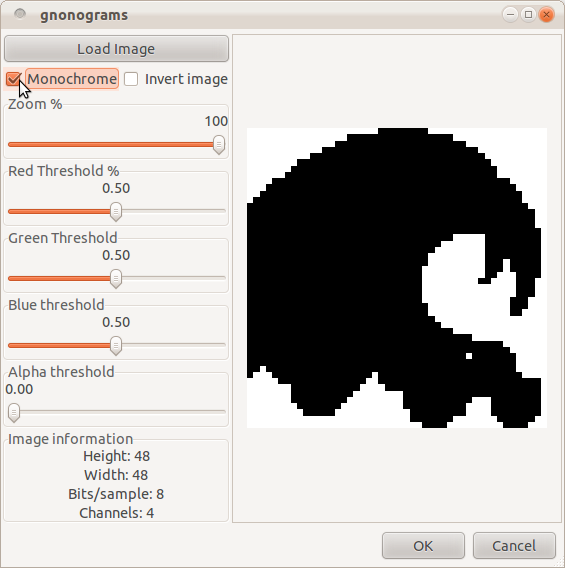 gnonograms
Load Image
Monochrome
Invert image
Zoom %
100
Red Threshold %
0.50
Green Threshold
0.50
Blue threshold
0.50
Alpha threshold
0.00
Image information
Height: 48
Width: 48
Bits/sample: 8
Channels: 4
OK
Cancel